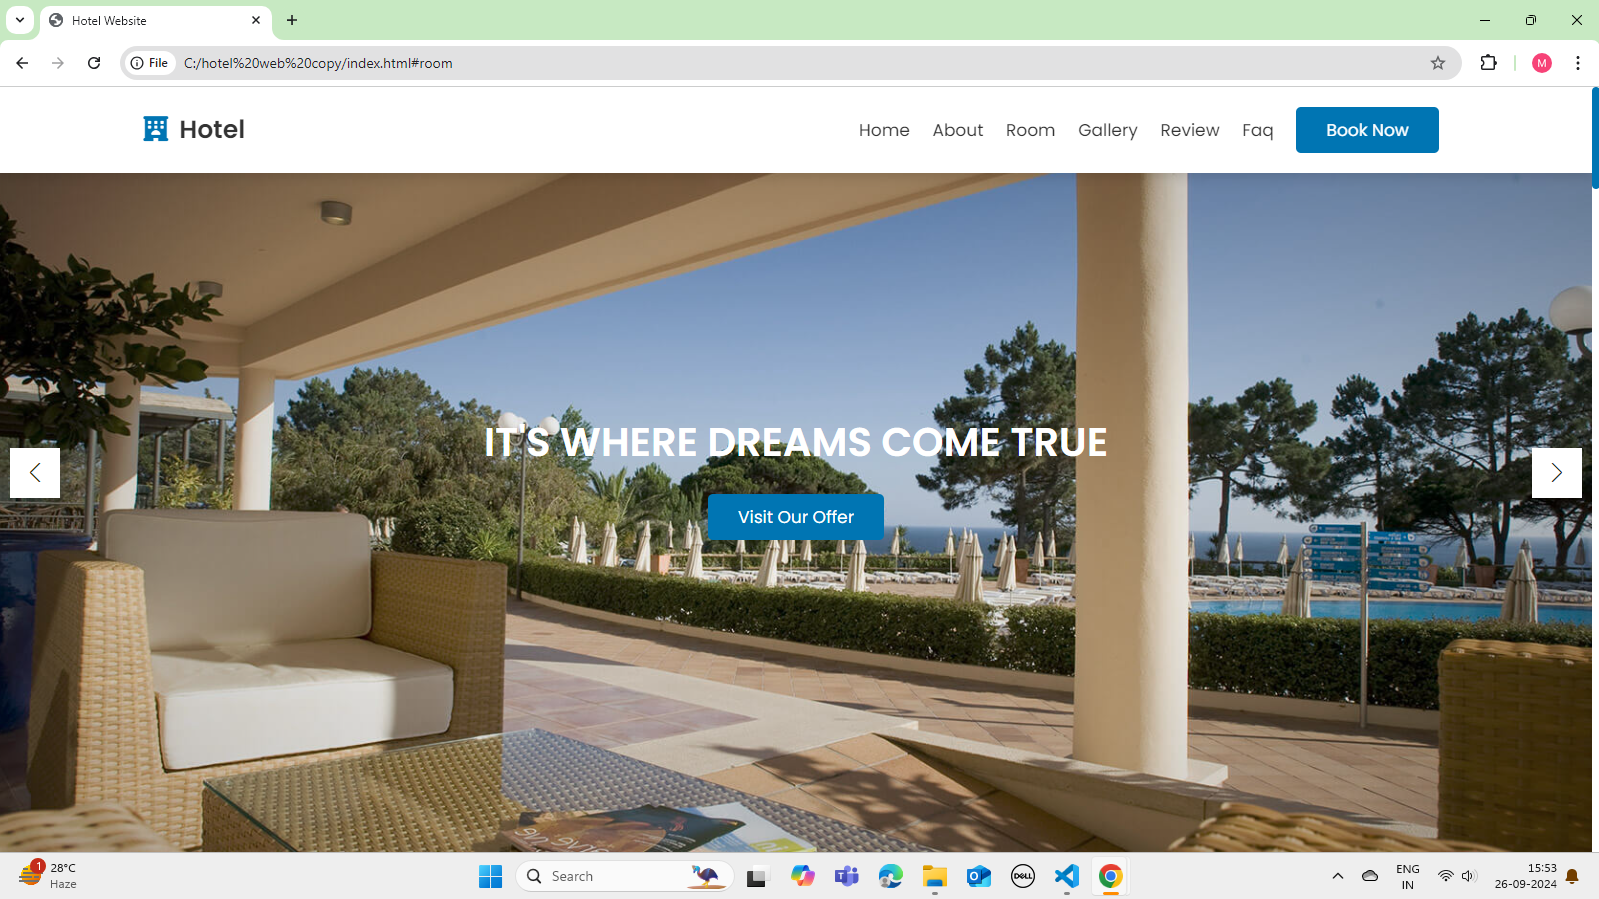 Hotel Website
File C:/hotel%20web%20copy/index.html#room
M
Hotel
Home About Room Gallery Review Faq Book Now
IT'S WHERE DREAMS COME TRUE
Visit Our Offer
1
28°C
Haze
Search
DELL
ENG
IN
15:53
26-09-2024